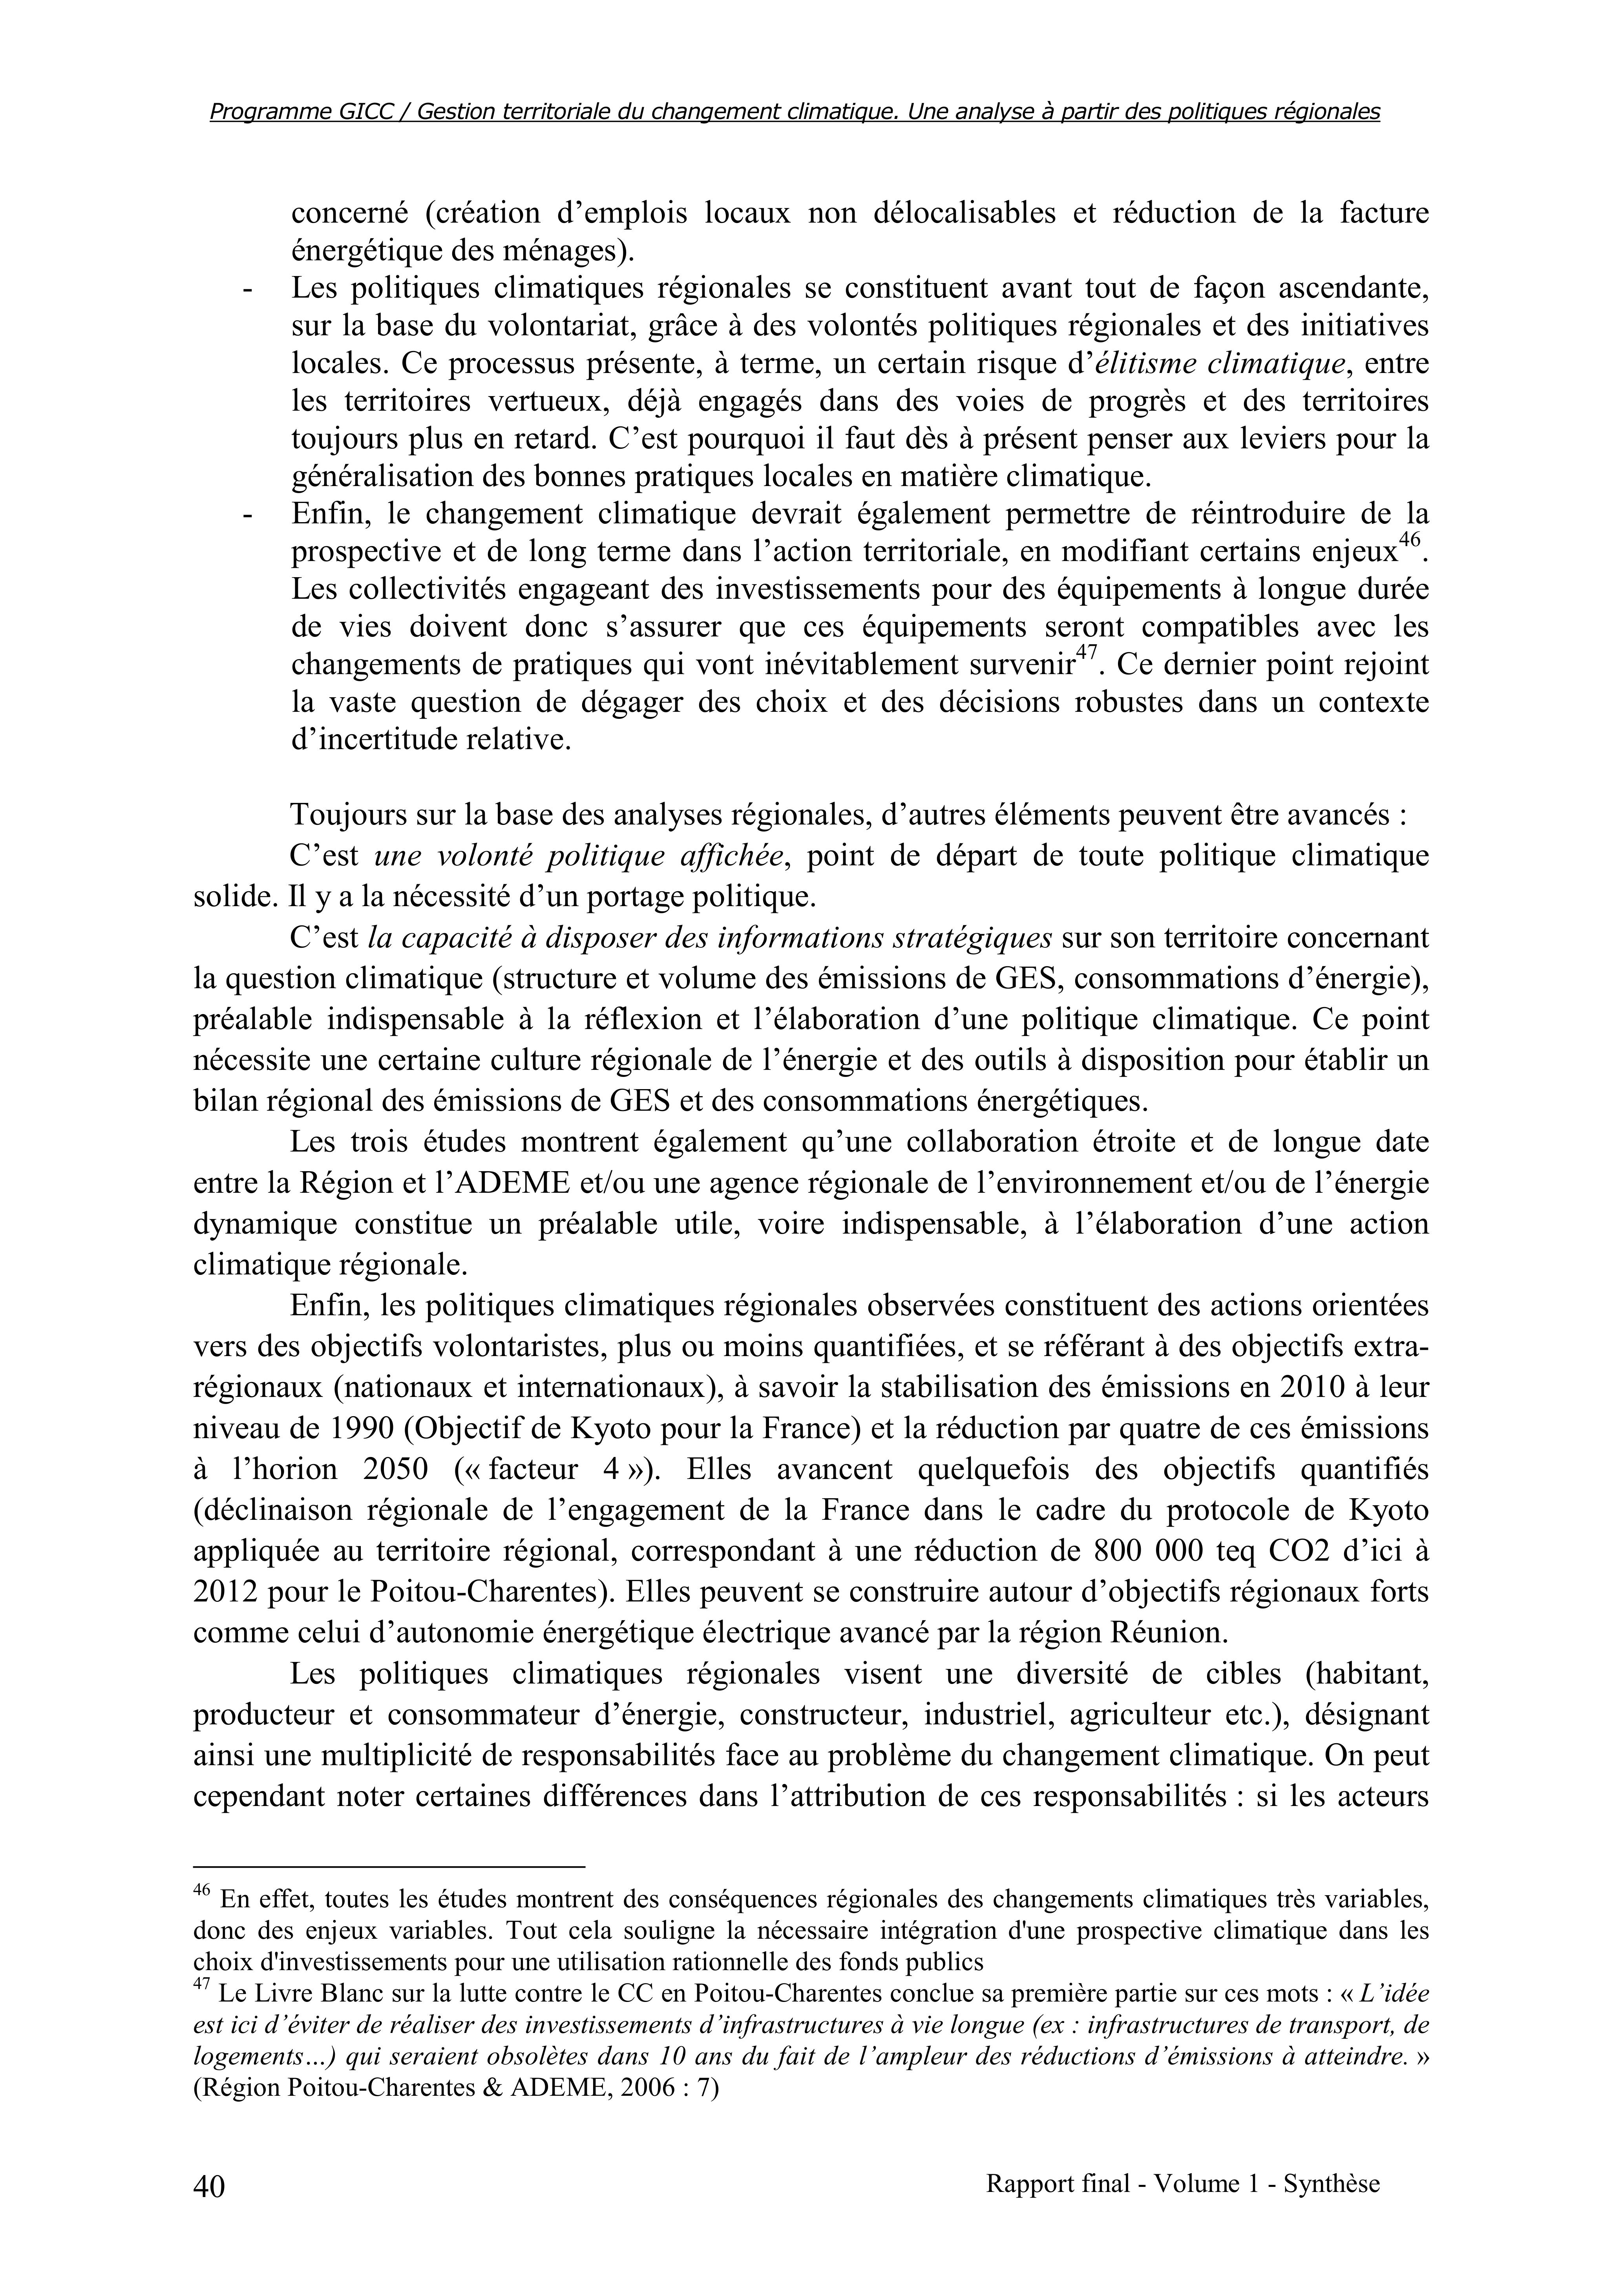 Programme GICC / Gestion territoriale du changement climatique. Une analyse à partir des politiques régionales
concerné (création d’emplois locaux non délocalisables et réduction de la facture
énergétique des ménages).
- Les politiques climatiques régionales se constituent avant tout de façon ascendante,
sur la base du volontariat, grâce à des volontés politiques régionales et des initiatives
locales. Ce processus présente, à terme, un certain risque d’élitisme climatique, entre
les territoires vertueux, déjà engagés dans des voies de progrès et des territoires
toujours plus en retard. C’est pourquoi il faut dès à présent penser aux leviers pour la
généralisation des bonnes pratiques locales en matière climatique.
- Enfin, le changement climatique devrait également permettre de réintroduire de la
prospective et de long terme dans l’action territoriale, en modifiant certains enjeux46.
Les collectivités engageant des investissements pour des équipements à longue durée
de vies doivent donc s’assurer que ces équipements seront compatibles avec les
changements de pratiques qui vont inévitablement survenir47. Ce dernier point rejoint
la vaste question de dégager des choix et des décisions robustes dans un contexte
d’incertitude relative.
Toujours sur la base des analyses régionales, d’autres éléments peuvent être avancés :
C’est une volonté politique affichée, point de départ de toute politique climatique
solide. Il y a la nécessité d’un portage politique.
C’est la capacité à disposer des informations stratégiques sur son territoire concernant
la question climatique (structure et volume des émissions de GES, consommations d’énergie),
préalable indispensable à la réflexion et l’élaboration d’une politique climatique. Ce point
nécessite une certaine culture régionale de l’énergie et des outils à disposition pour établir un
bilan régional des émissions de GES et des consommations énergétiques.
Les trois études montrent également qu’une collaboration étroite et de longue date
entre la Région et l’ADEME et/ou une agence régionale de l’environnement et/ou de l’énergie
dynamique constitue un préalable utile, voire indispensable, à l’élaboration d’une action
climatique régionale.
Enfin, les politiques climatiques régionales observées constituent des actions orientées
vers des objectifs volontaristes, plus ou moins quantifiées, et se référant à des objectifs extra-
régionaux (nationaux et internationaux), à savoir la stabilisation des émissions en 2010 à leur
niveau de 1990 (Objectif de Kyoto pour la France) et la réduction par quatre de ces émissions
à l’horion 2050 (« facteur 4 »). Elles avancent quelquefois des objectifs quantifiés
(déclinaison régionale de l’engagement de la France dans le cadre du protocole de Kyoto
appliquée au territoire régional, correspondant à une réduction de 800 000 teq CO2 d’ici à
2012 pour le Poitou-Charentes). Elles peuvent se construire autour d’objectifs régionaux forts
comme celui d’autonomie énergétique électrique avancé par la région Réunion.
Les politiques climatiques régionales visent une diversité de cibles (habitant,
producteur et consommateur d’énergie, constructeur, industriel, agriculteur etc.), désignant
ainsi une multiplicité de responsabilités face au problème du changement climatique. On peut
cependant noter certaines différences dans l’attribution de ces responsabilités : si les acteurs
46 En effet, toutes les études montrent des conséquences régionales des changements climatiques très variables,
donc des enjeux variables. Tout cela souligne la nécessaire intégration d'une prospective climatique dans les
choix d'investissements pour une utilisation rationnelle des fonds publics
47 Le Livre Blanc sur la lutte contre le CC en Poitou-Charentes conclue sa première partie sur ces mots : « L’idée
est ici d’éviter de réaliser des investissements d’infrastructures à vie longue (ex : infrastructures de transport, de
logements…) qui seraient obsolètes dans 10 ans du fait de l’ampleur des réductions d’émissions à atteindre. »
(Région Poitou-Charentes & ADEME, 2006 : 7)
40
Rapport final - Volume 1 - Synthèse